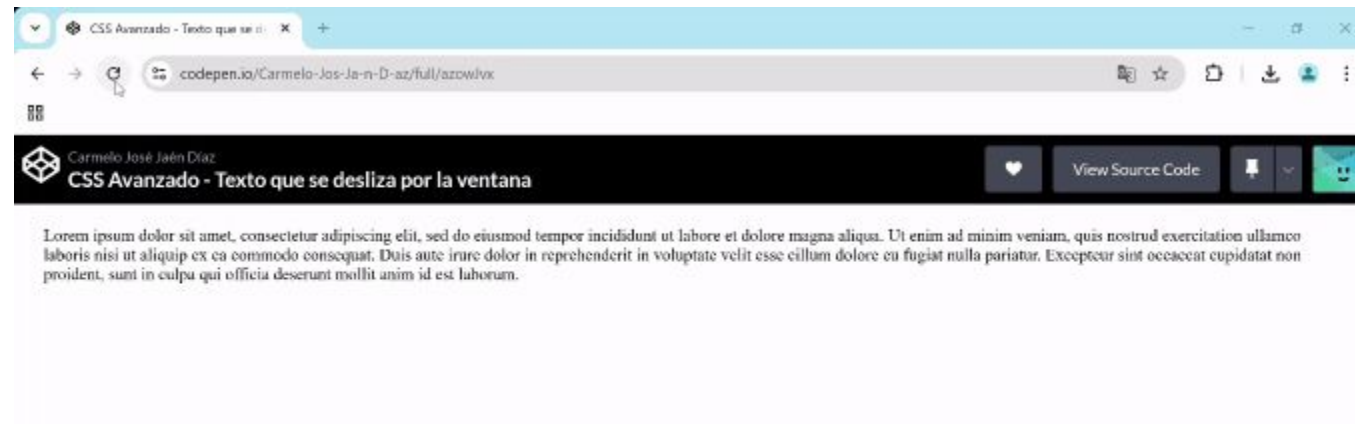 CSS Avanzado - Texto que se d
codepen.io/Carmelo-Jos-Ja-n-D-az/full/azowJvx
Carmelo José Jaén Díaz
CSS Avanzado - Texto que se desliza por la ventana
View Source Code
Lorem ipsum dolor sit amet, consectetur adipiscing elit, sed do eiusmod tempor incididunt ut labore et dolore magna aliqua. Ut enim ad minim veniam, quis nostrud exercitation ullamco
laboris nisi ut aliquip ex ea commodo consequat. Duis aute irure dolor in reprehenderit in voluptate velit esse cillum dolore eu fugiat nulla pariatur. Excepteur sint occaecat cupidatat non
proident, sunt in culpa qui officia deserunt mollit anim id est laborum.